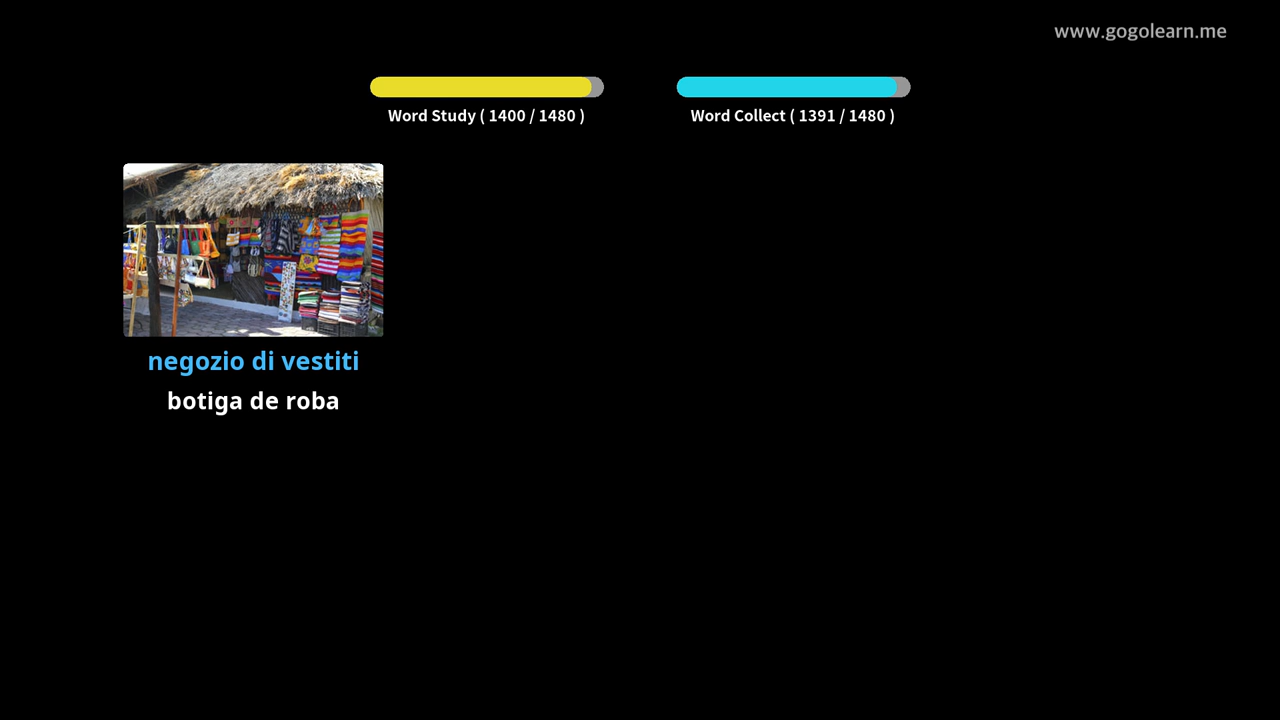 www.gogolearn.me
Word Study ( 1400 / 1480 )
Word Collect ( 1391 / 1480 )
negozio di vestiti
botiga de roba